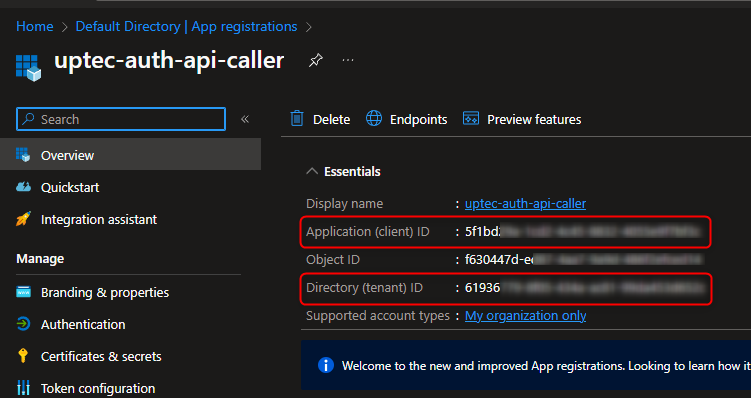 Home > Default Directory | App registrations >
uptec-auth-api-caller
Search
Overview
Quickstart
Integration assistant
Manage
Branding & properties
Authentication
Certificates & secrets
Token configuration
Delete
Endpoints
Preview features
Essentials
Display name : uptec-auth-api-caller
Application (client) ID : 5f1bd
Object ID : f630447d-e
Directory (tenant) ID : 61936
Supported account types : My organization only
Welcome to the new and improved App registrations. Looking to learn how it